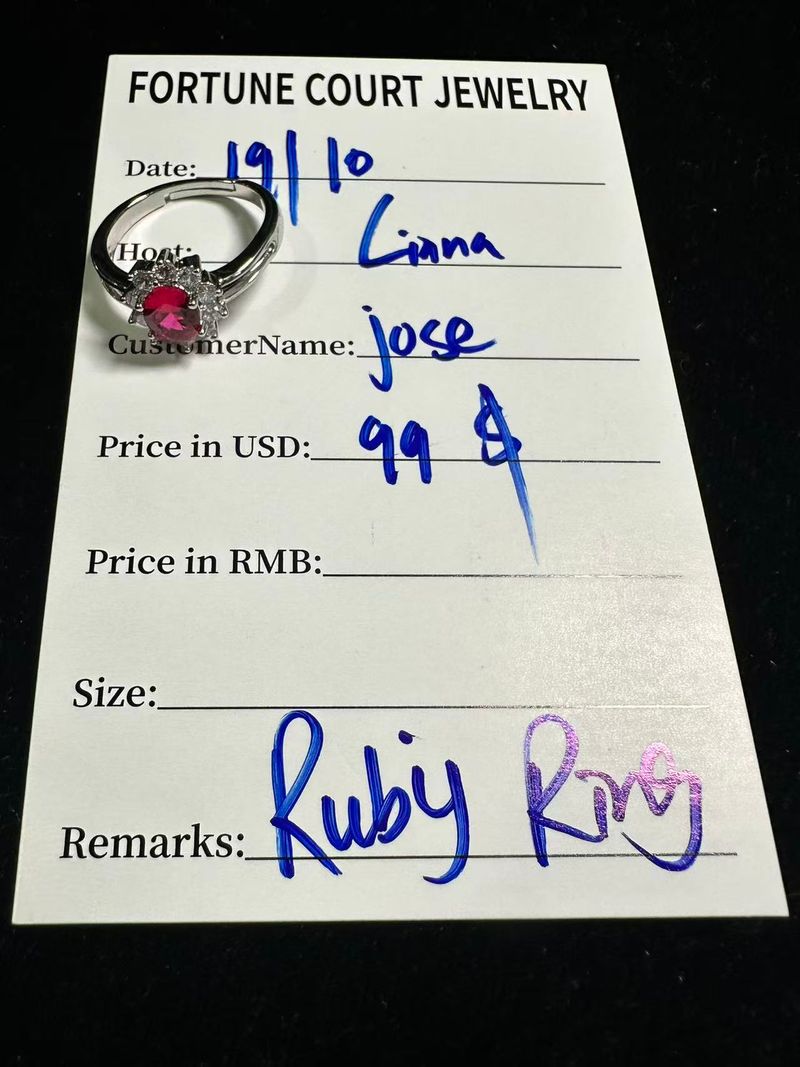 FORTUNE COURT JEWELRY
Date: 19/10
Host: Linna
CustomerName: jose
Price in USD: 99 $
Price in RMB:
Size:
Remarks: Ruby Ring